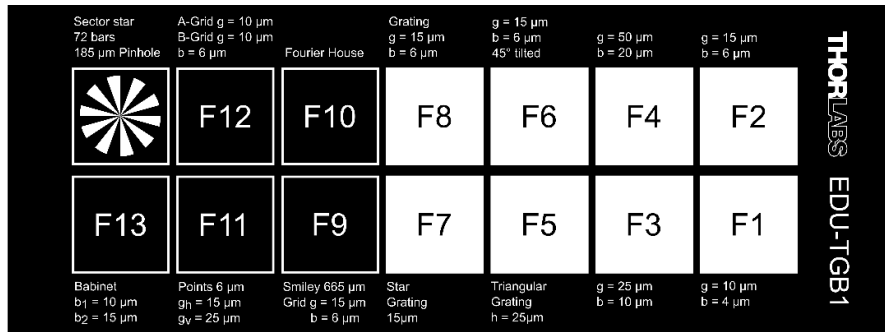 Sector star
72 bars
185 µm Pinhole
A-Grid g = 10 µm
B-Grid g = 10 µm
b = 6 µm
Fourier House
Grating
g = 15 µm
b = 6 µm
g = 15 µm
b = 6 µm
45° tilted
g = 50 µm
b = 20 µm
g = 15 µm
b = 6 µm
F12
F10
F8
F6
F4
F2
F13
F11
F9
F7
F5
F3
F1
Babinet
b1 = 10 µm
b2 = 15 µm
Points 6 µm
gh = 15 µm
gv = 25 µm
Smiley 665 µm
Grid g = 15 µm
b = 6 µm
Star
Grating
15µm
Triangular
Grating
h = 25µm
g = 25 µm
b = 10 µm
g = 10 µm
b = 4 µm
THORLABS EDU-TGB1